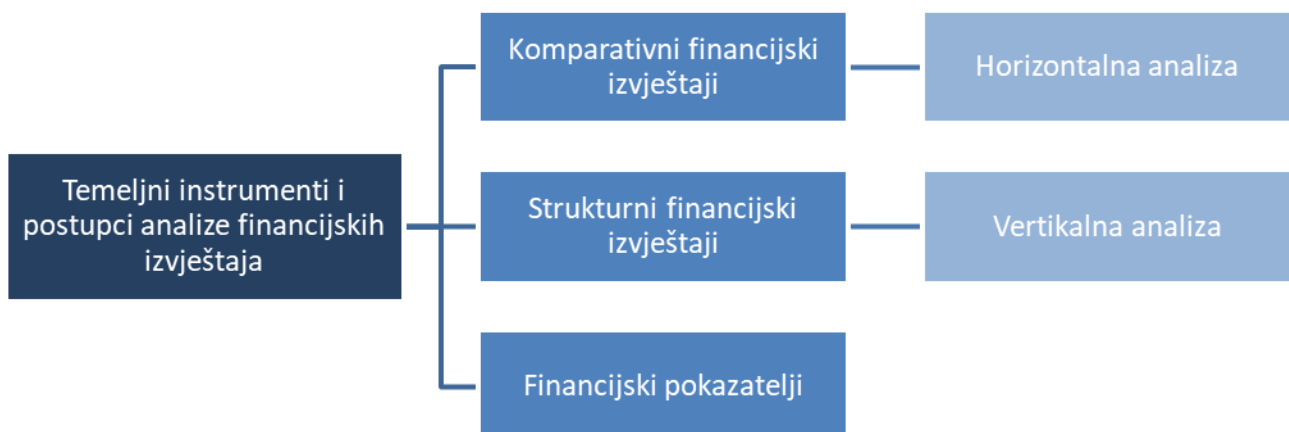 Komparativni financijski
izvještaji
Horizontalna analiza
Temeljni instrumenti i
postupci analize financijskih
izvještaja
Strukturni financijski
izvještaji
Vertikalna analiza
Financijski pokazatelji